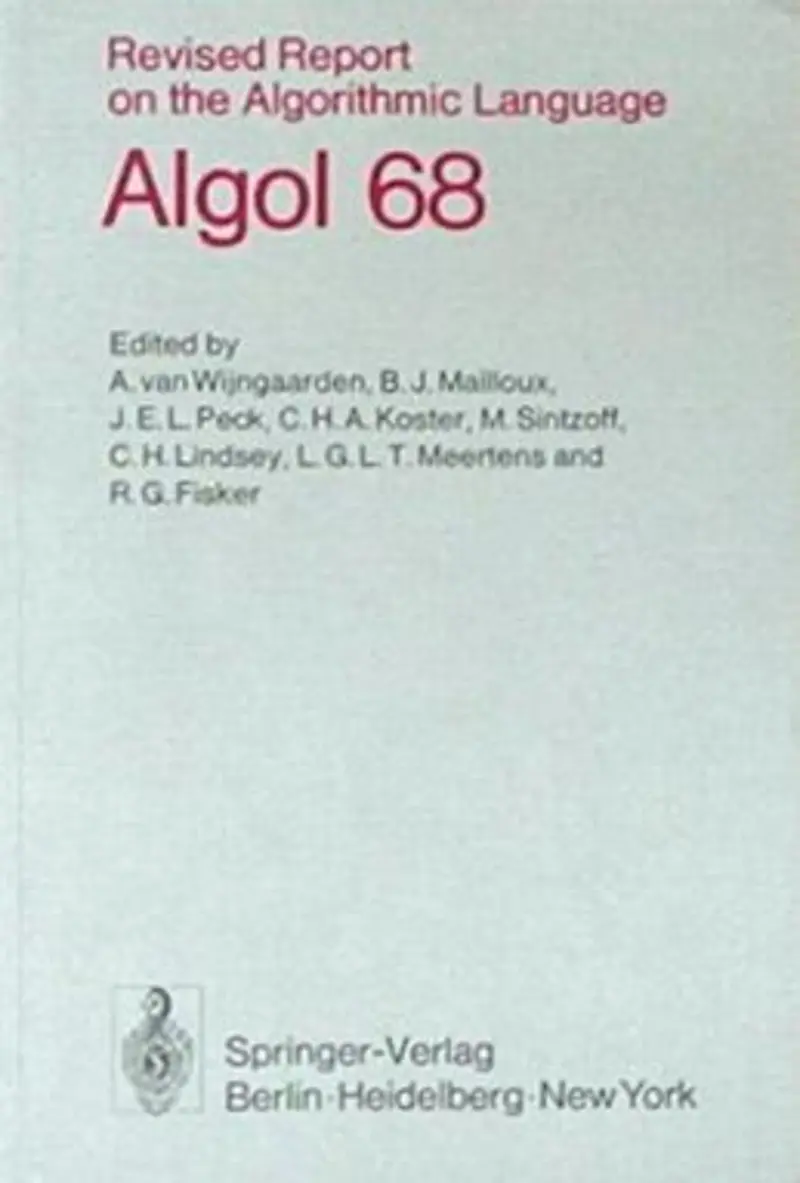 Revised Report
on the Algorithmic Language
Algol 68
Edited by
A. van Wijngaarden, B. J. Mailloux,
J. E. L. Peck, C. H. A. Koster, M. Sintzoff,
C. H. Lindsey, L. G. L. T. Meertens and
R. G. Fisker
Springer-Verlag
Berlin · Heidelberg · New York